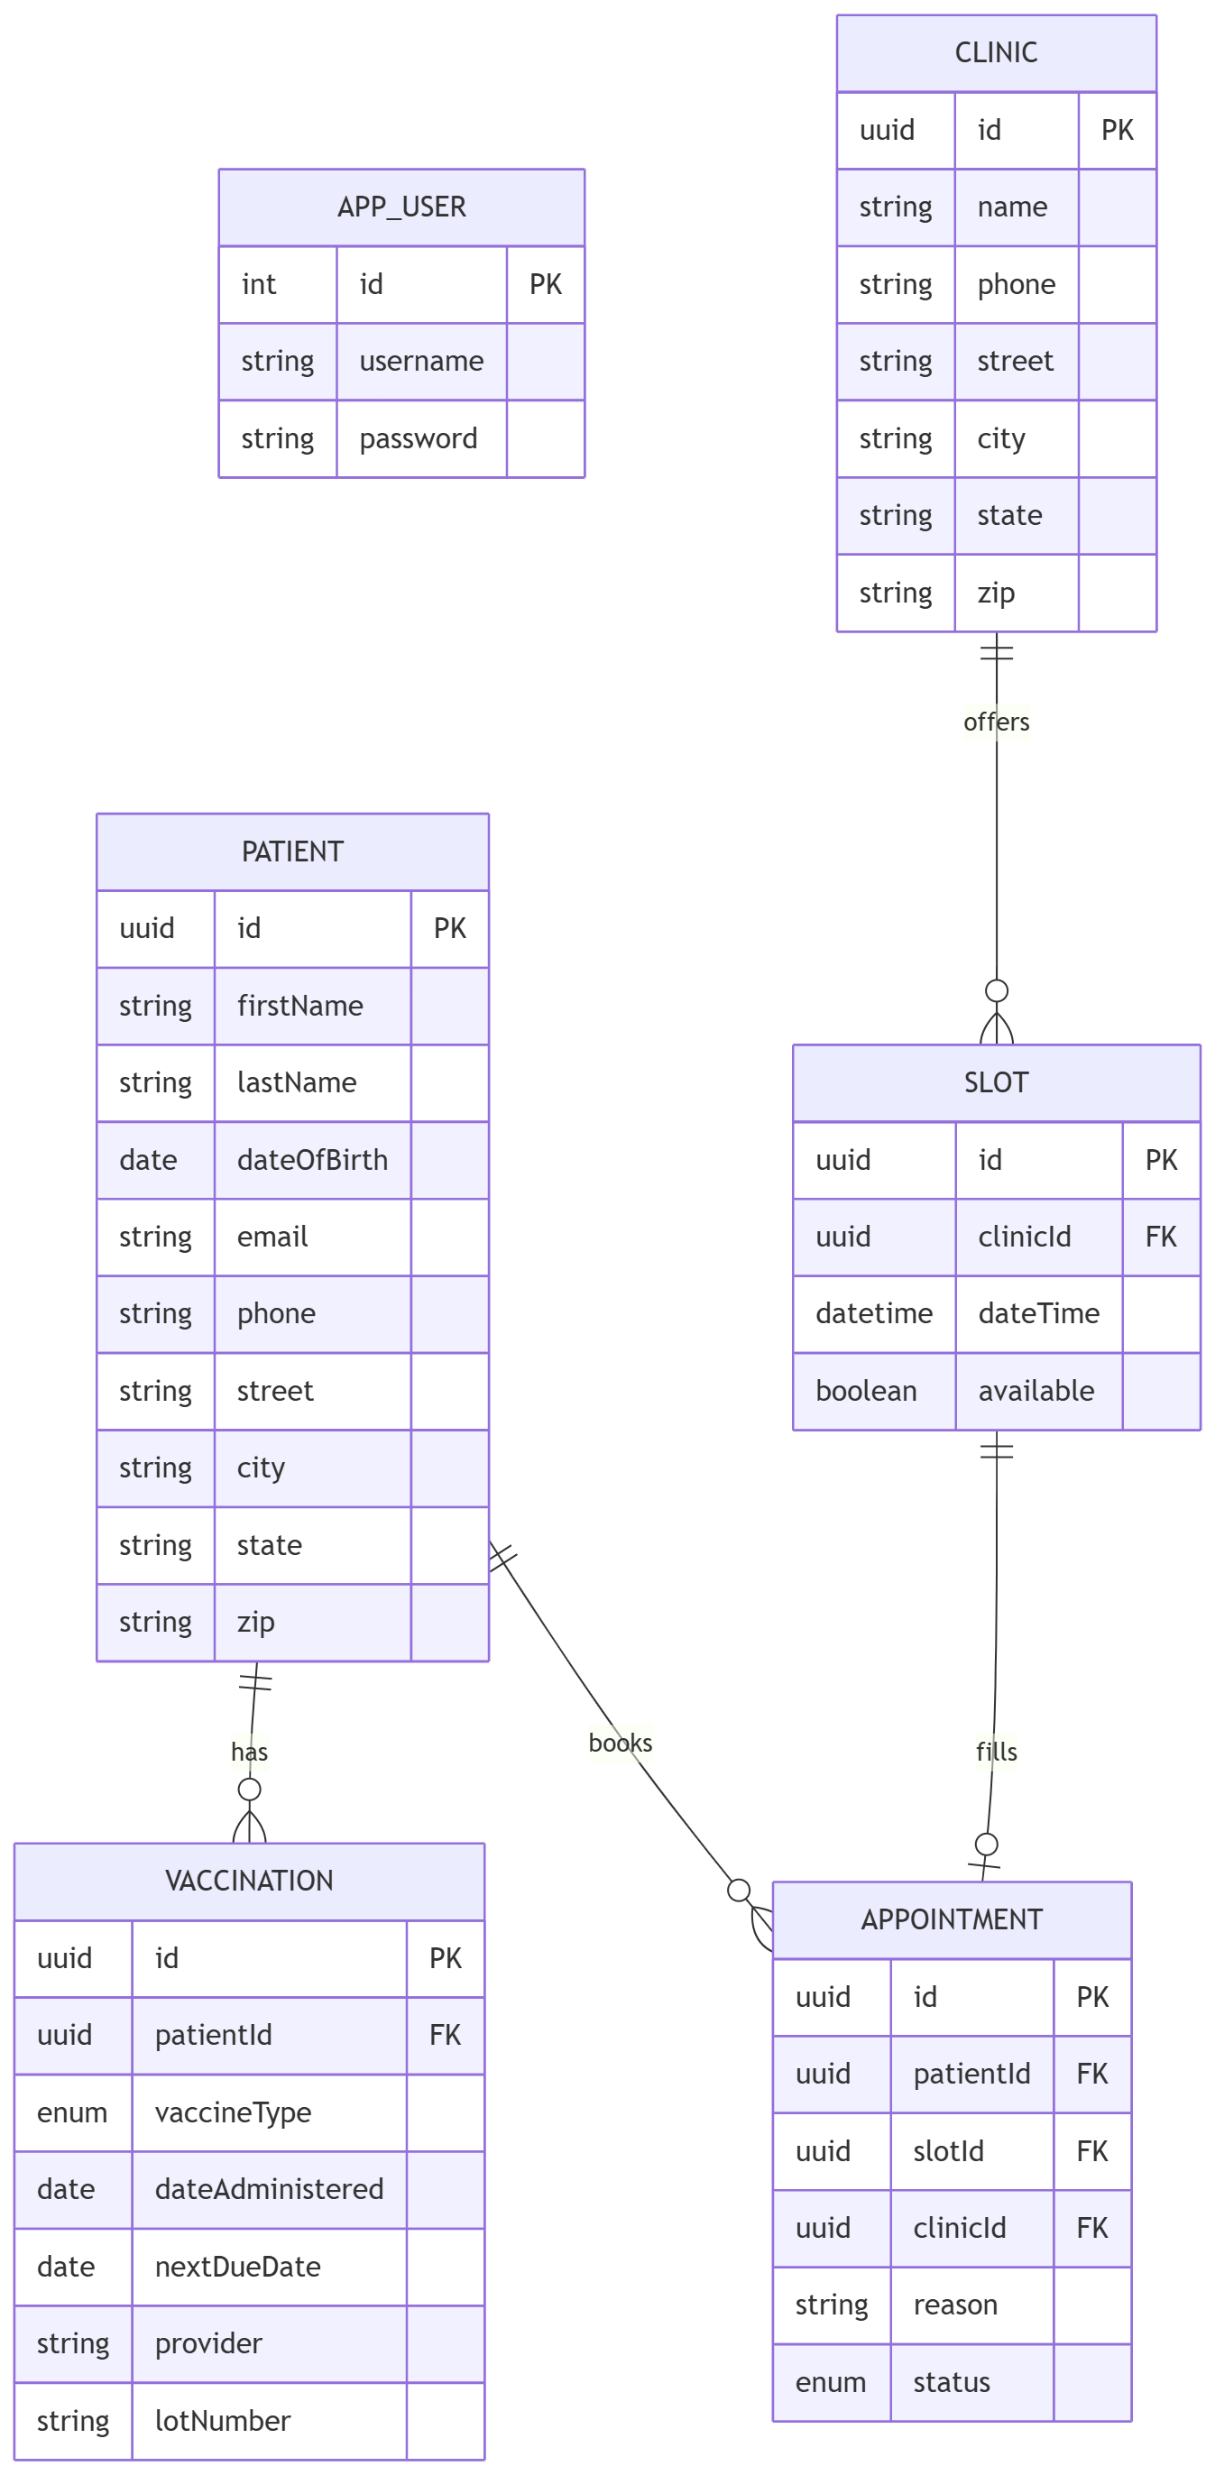 CLINIC
uuid id PK
string name
string phone
string street
string city
string state
string zip
APP_USER
int id PK
string username
string password
offers
PATIENT
uuid id PK
string firstName
string lastName
date dateOfBirth
string email
string phone
string street
string city
string state
string zip
SLOT
uuid id PK
uuid clinicId FK
datetime dateTime
boolean available
has
books
fills
VACCINATION
uuid id PK
uuid patientId FK
enum vaccineType
date dateAdministered
date nextDueDate
string provider
string lotNumber
APPOINTMENT
uuid id PK
uuid patientId FK
uuid slotId FK
uuid clinicId FK
string reason
enum status